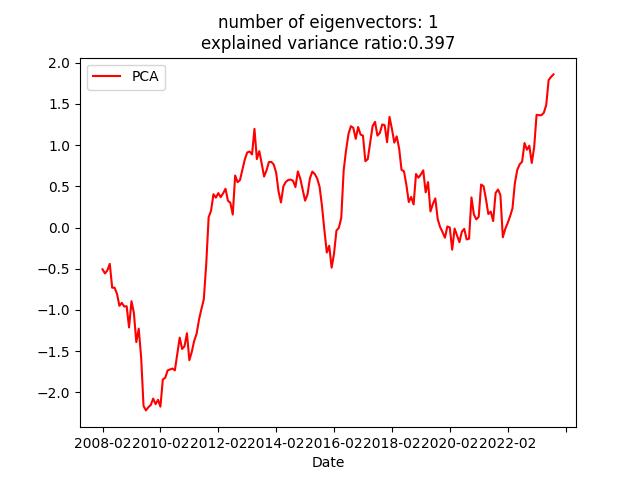 number of eigenvectors: 1
explained variance ratio:0.397
PCA
2.0
1.5
1.0
0.5
0.0
−0.5
−1.0
−1.5
−2.0
2008-022010-022012-022014-022016-022018-022020-022022-02
Date